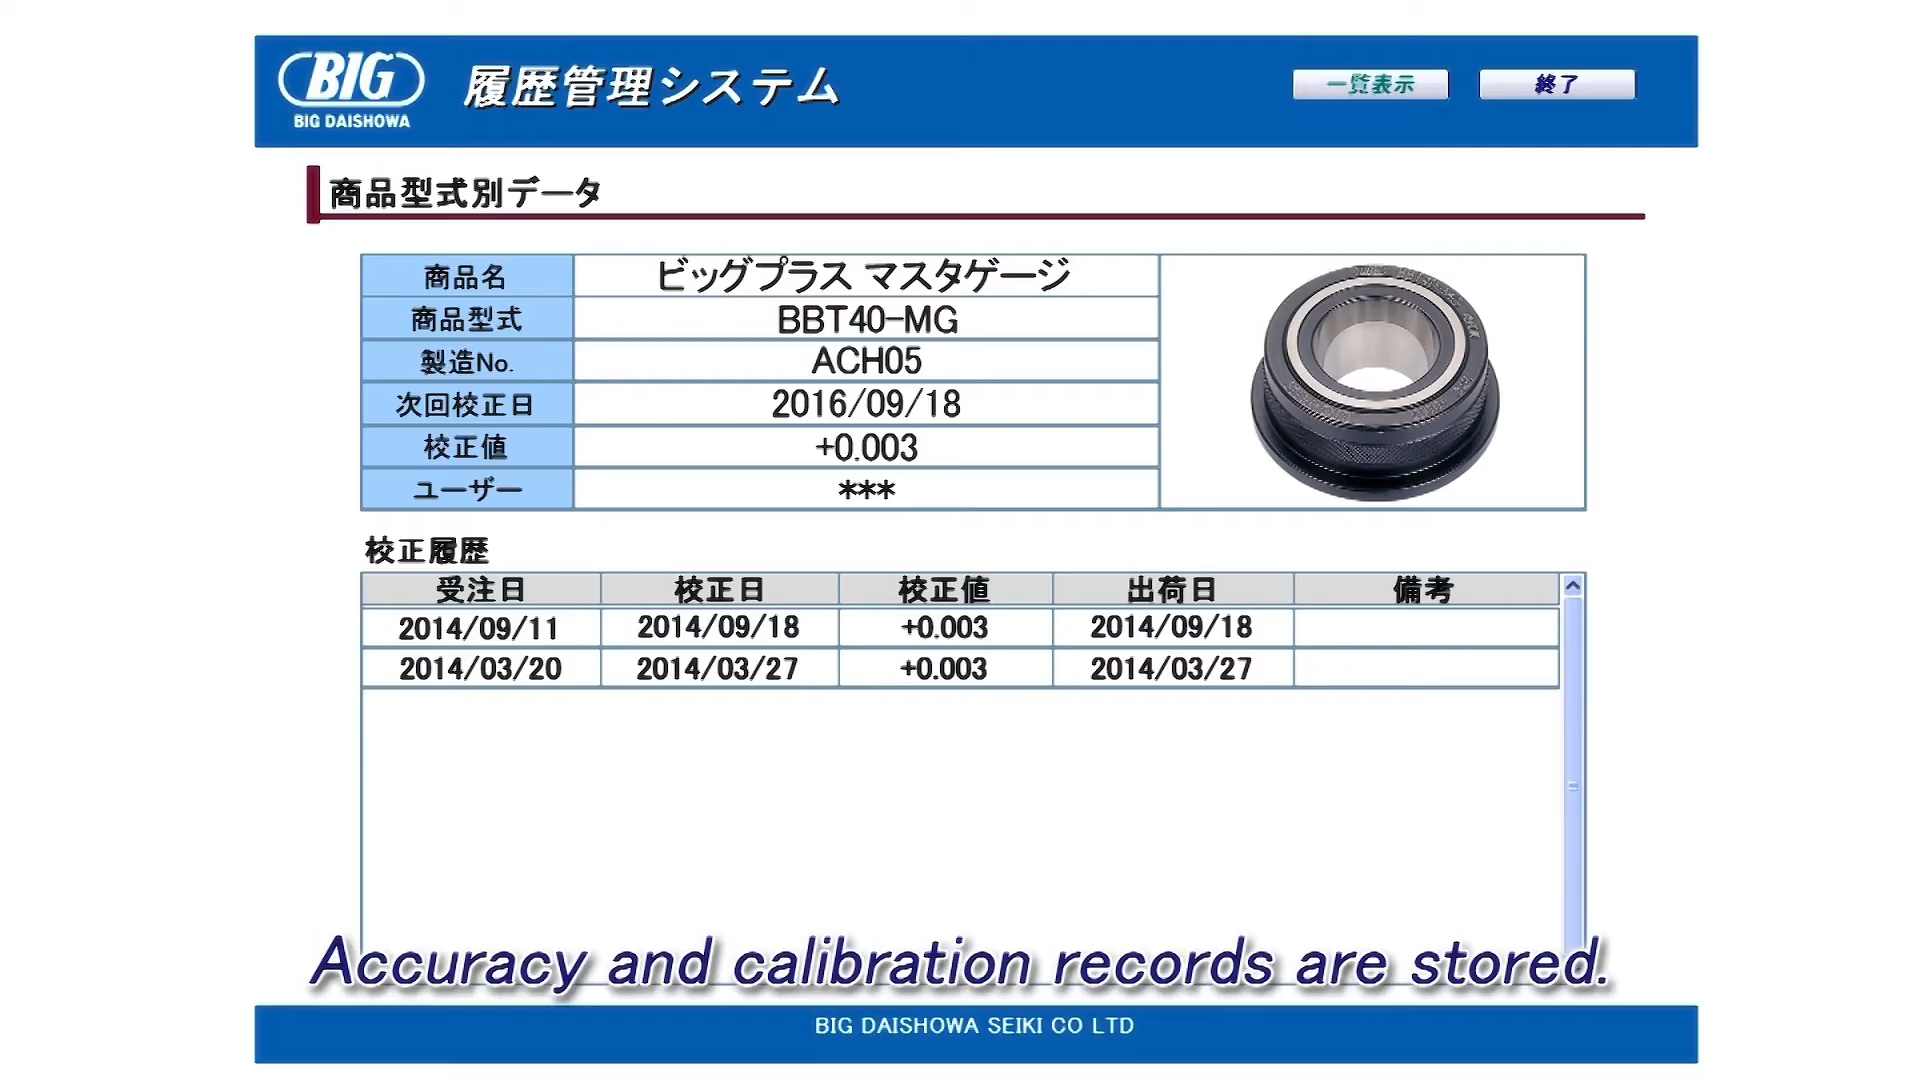 BIG
BIG DAISHOWA
履歴管理システム
一覧表示
終了
商品型式別データ
商品名 ビッグプラス マスタゲージ
商品型式 BBT40-MG
製造No. ACH05
次回校正日 2016/09/18
校正値 +0.003
ユーザー ***
校正履歴
受注日 校正日 校正値 出荷日 備考
2014/09/11 2014/09/18 +0.003 2014/09/18
2014/03/20 2014/03/27 +0.003 2014/03/27
Accuracy and calibration records are stored.
BIG DAISHOWA SEIKI CO LTD